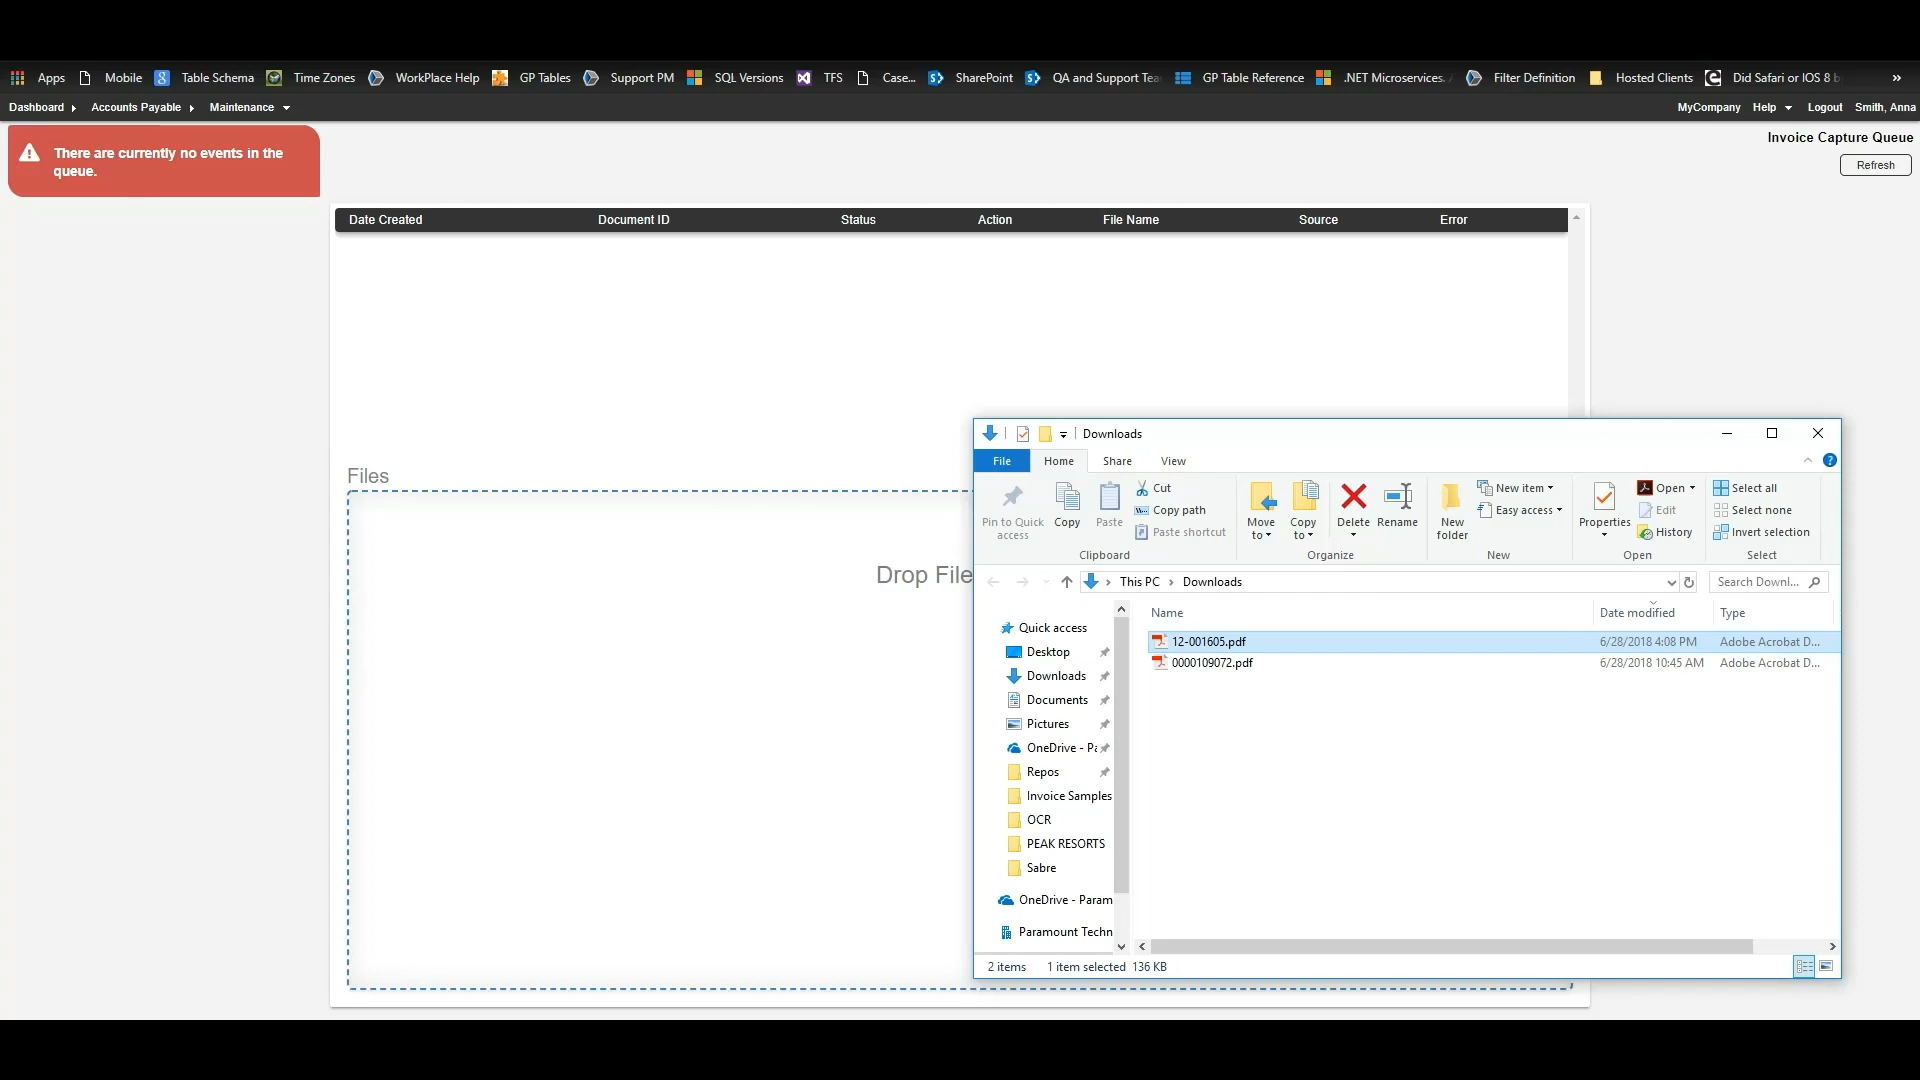 Apps Mobile Table Schema Time Zones WorkPlace Help GP Tables Support PM SQL Versions TFS Case... SharePoint QA and Support Tea GP Table Reference .NET Microservices. Filter Definition Hosted Clients Did Safari or IOS 8 b »
Dashboard Accounts Payable Maintenance MyCompany Help Logout Smith, Anna
There are currently no events in the
queue.
Invoice Capture Queue
Refresh
Date Created Document ID Status Action File Name Source Error
Files
Drop File
Downloads
File Home Share View
Pin to Quick
access
Copy
Paste
Cut
Copy path
Paste shortcut
Clipboard
Move
to
Copy
to
Delete
Rename
Organize
New
folder
New item
Easy access
New
Properties
Open
Edit
History
Open
Select all
Select none
Invert selection
Select
This PC › Downloads
Search Downl...
Quick access
Desktop
Downloads
Documents
Pictures
OneDrive - Pa
Repos
Invoice Samples
OCR
PEAK RESORTS
Sabre
OneDrive - Param
Paramount Techn
Name Date modified Type
12-001605.pdf 6/28/2018 4:08 PM Adobe Acrobat D...
0000109072.pdf 6/28/2018 10:45 AM Adobe Acrobat D...
2 items 1 item selected 136 KB